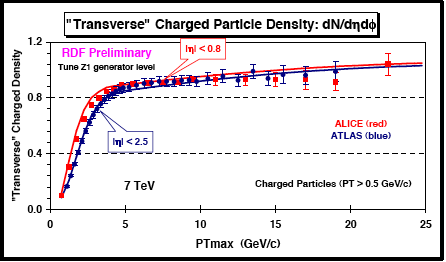 "Transverse" Charged Particle Density: dN/dηdϕ
1.2
0.8
0.4
0.0
"Transverse" Charged Density
RDF Preliminary
Tune Z1 generator level
|η| < 0.8
|η| < 2.5
7 TeV
ALICE (red)
ATLAS (blue)
Charged Particles (PT > 0.5 GeV/c)
0 5 10 15 20 25
PTmax (GeV/c)